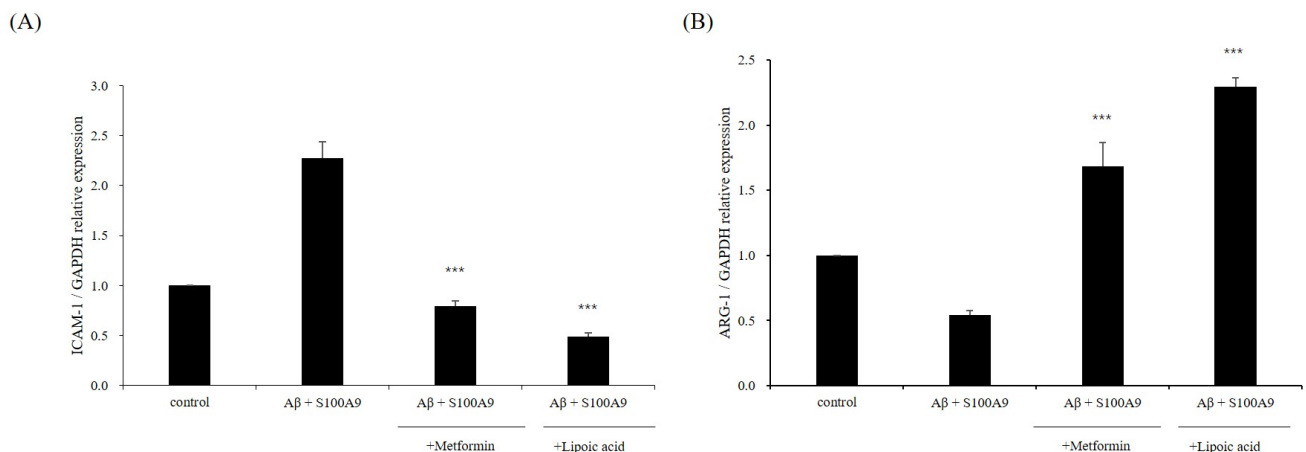 (A)
ICAM-1 / GAPDH relative expression
3.0
2.5
2.0
1.5
1.0
0.5
0.0
***
***
control
Aβ + S100A9
Aβ + S100A9
Aβ + S100A9
+Metformin
+Lipoic acid
(B)
ARG-1 / GAPDH relative expression
2.5
2.0
1.5
1.0
0.5
0.0
***
***
control
Aβ + S100A9
Aβ + S100A9
Aβ + S100A9
+Metformin
+Lipoic acid